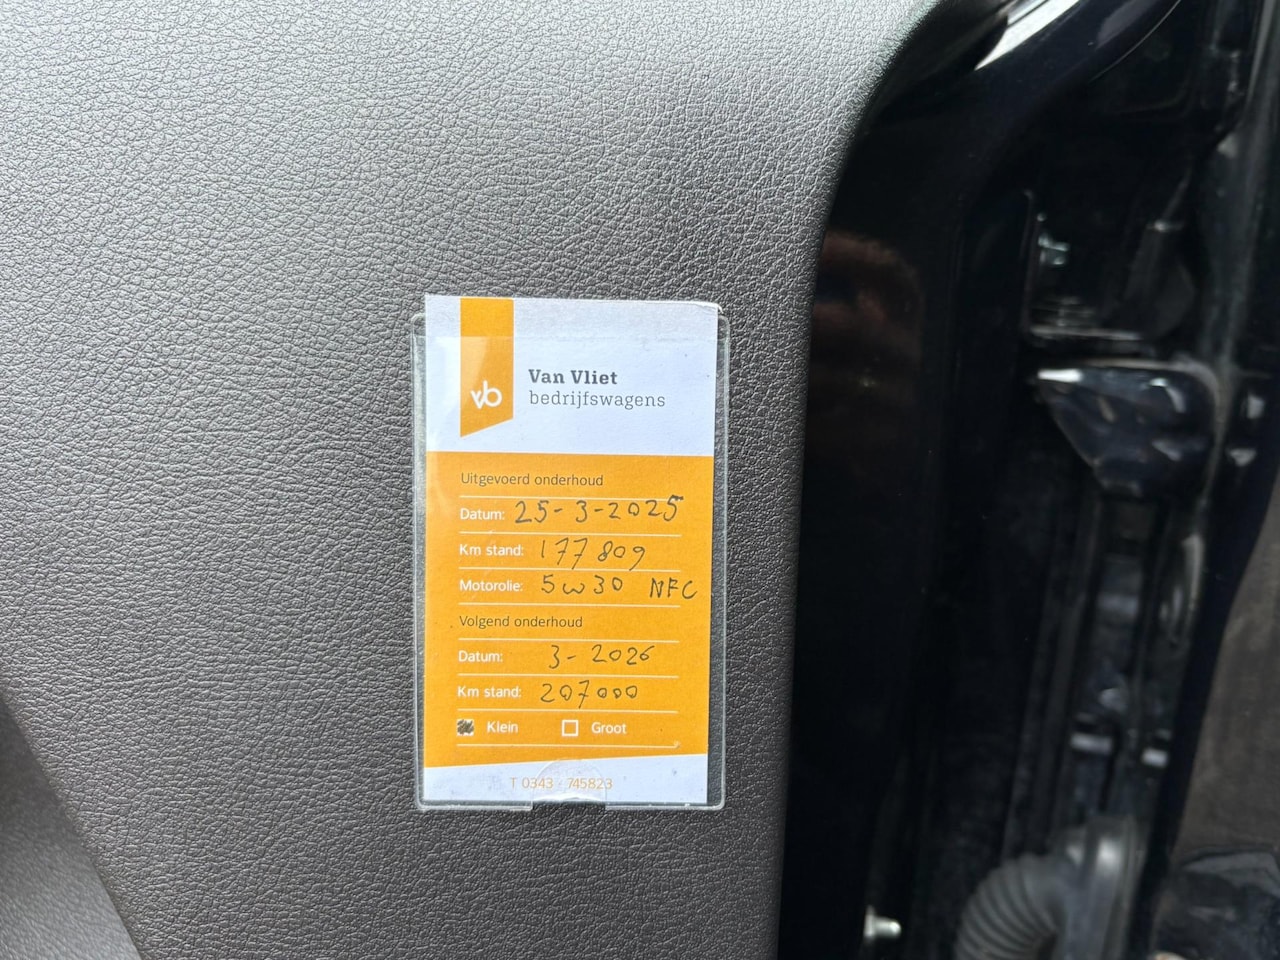 vb
Van Vliet
bedrijfswagens
Uitgevoerd onderhoud
Datum: 25-3-2025
Km stand: 177809
Motorolie: 5w30 NFC
Volgend onderhoud
Datum: 3-2026
Km stand: 207000
Klein Groot
T 0343 - 745823